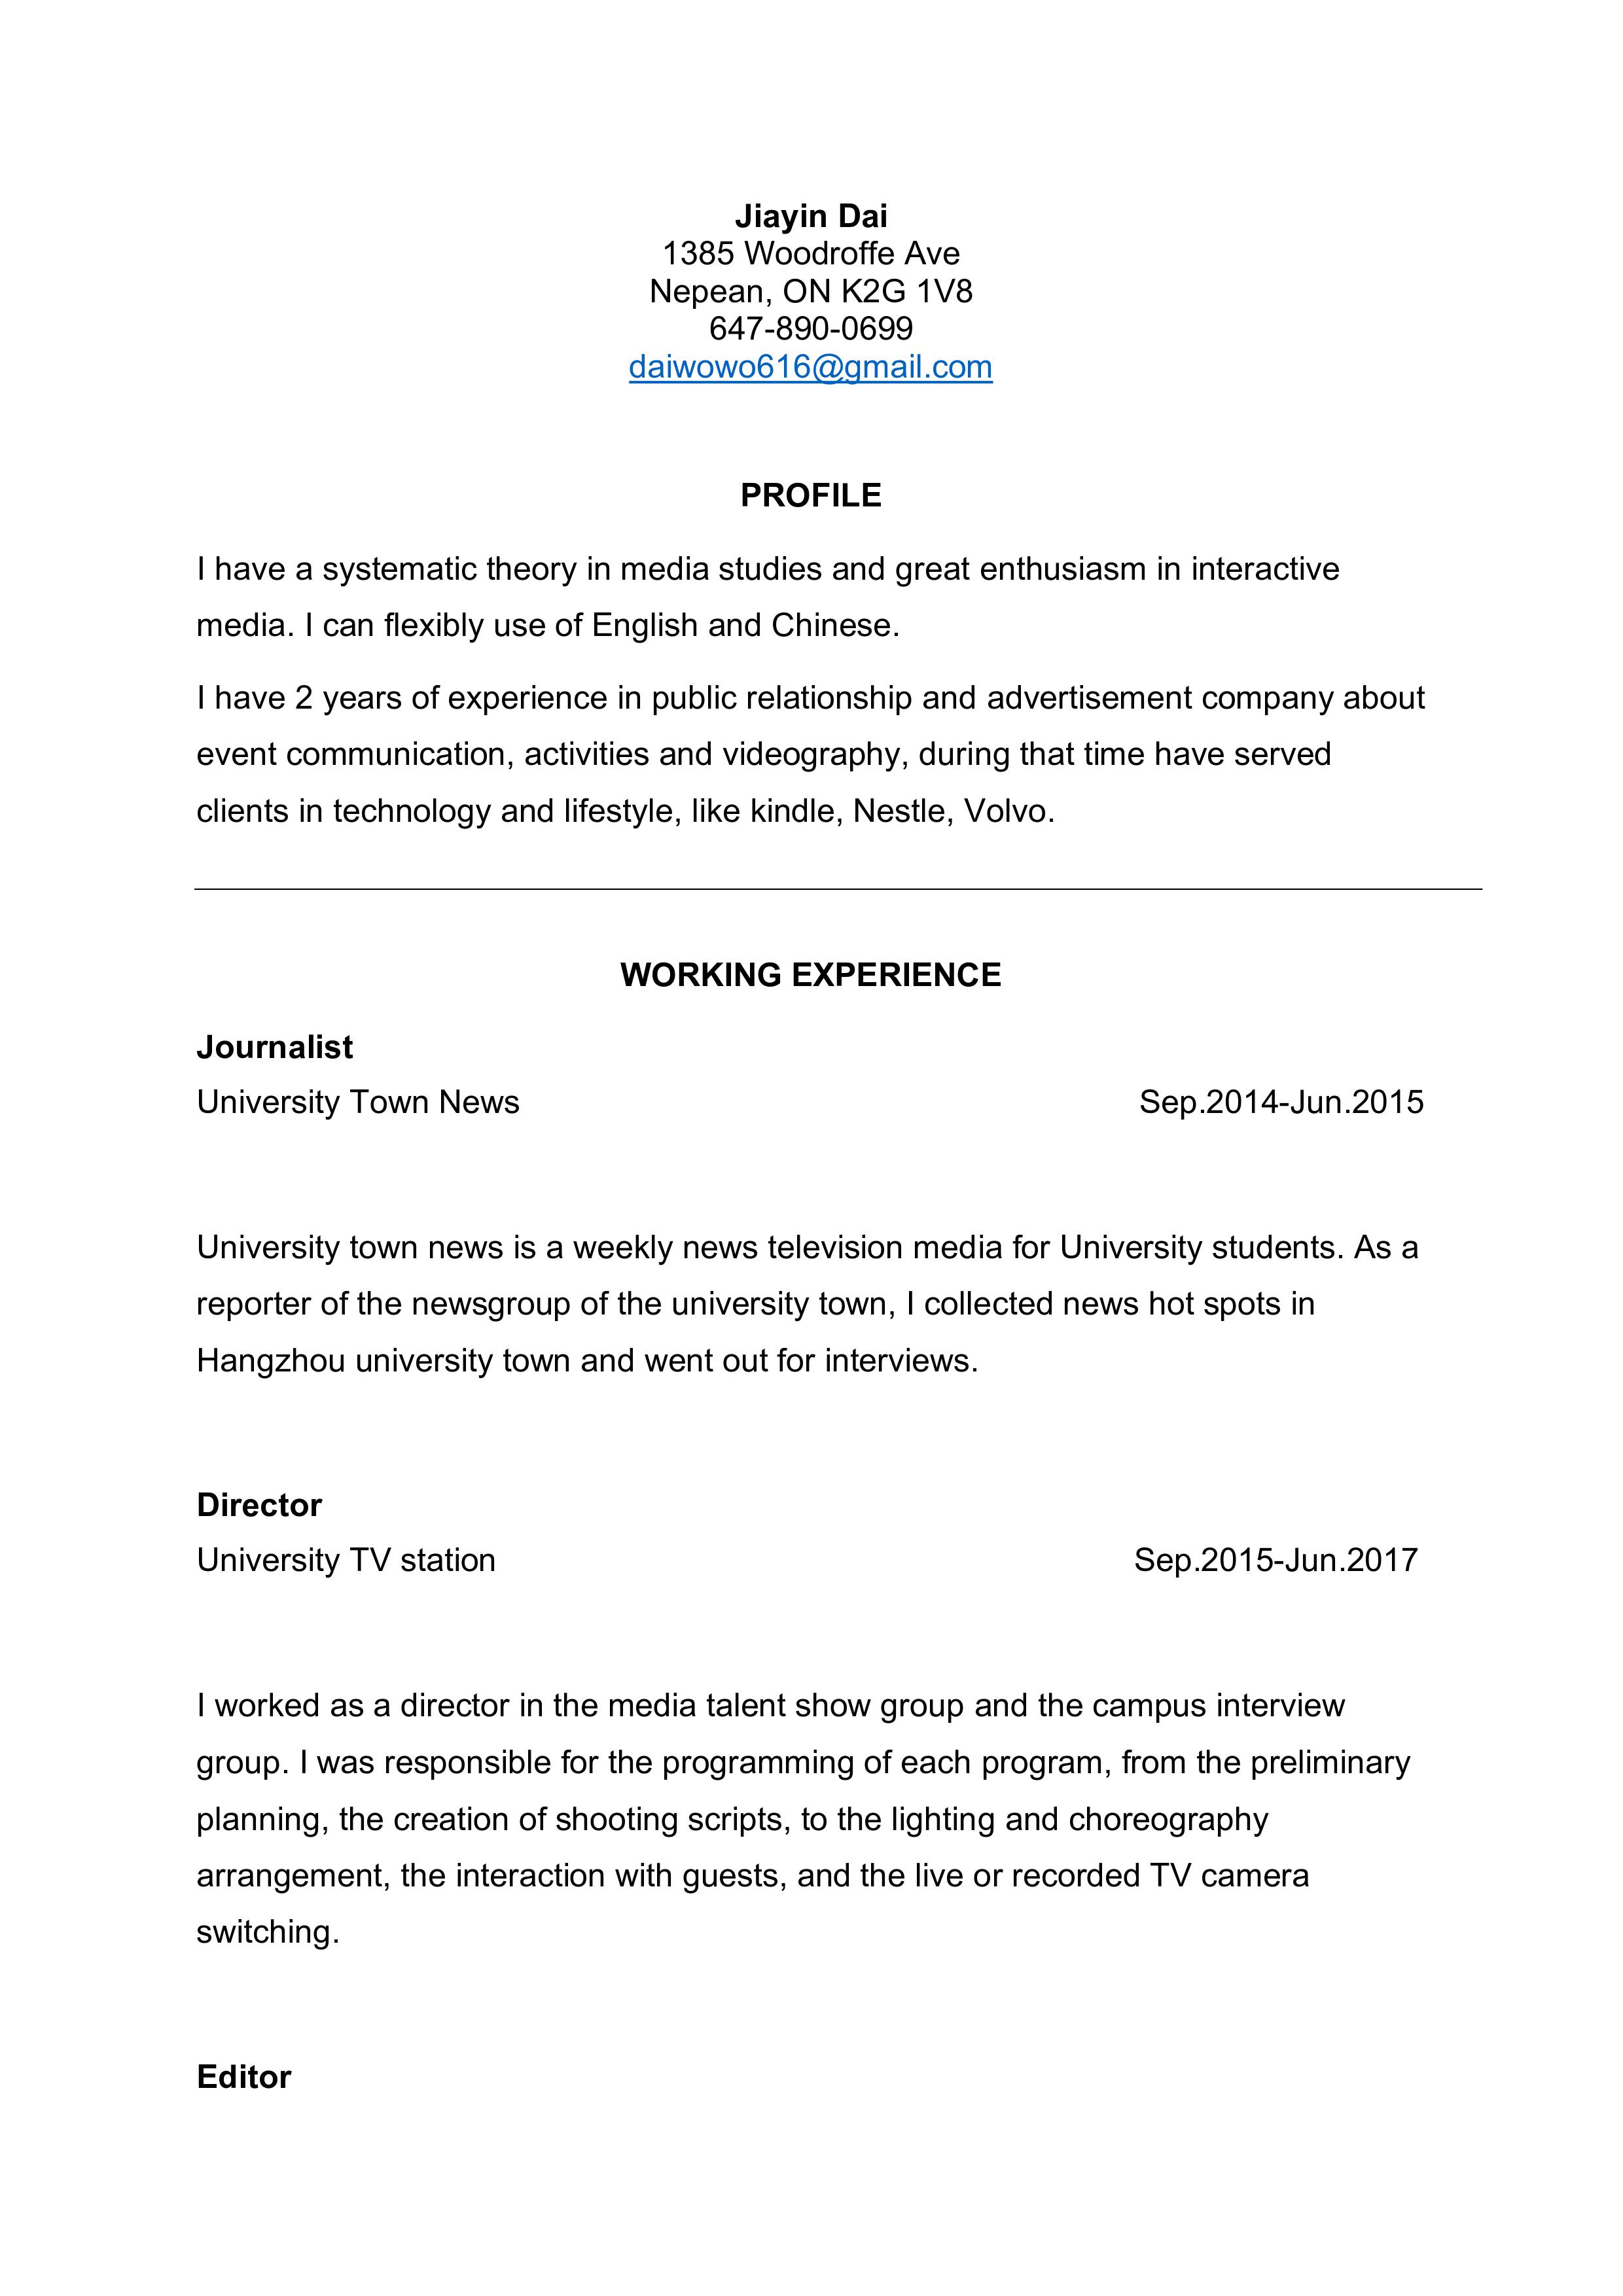 Jiayin Dai
1385 Woodroffe Ave
Nepean, ON K2G 1V8
647-890-0699
daiwowo616@gmail.com
PROFILE
I have a systematic theory in media studies and great enthusiasm in interactive
media. I can flexibly use of English and Chinese.
I have 2 years of experience in public relationship and advertisement company about
event communication, activities and videography, during that time have served
clients in technology and lifestyle, like kindle, Nestle, Volvo.
WORKING EXPERIENCE
Journalist
University Town News Sep.2014-Jun.2015
University town news is a weekly news television media for University students. As a
reporter of the newsgroup of the university town, I collected news hot spots in
Hangzhou university town and went out for interviews.
Director
University TV station Sep.2015-Jun.2017
I worked as a director in the media talent show group and the campus interview
group. I was responsible for the programming of each program, from the preliminary
planning, the creation of shooting scripts, to the lighting and choreography
arrangement, the interaction with guests, and the live or recorded TV camera
switching.
Editor